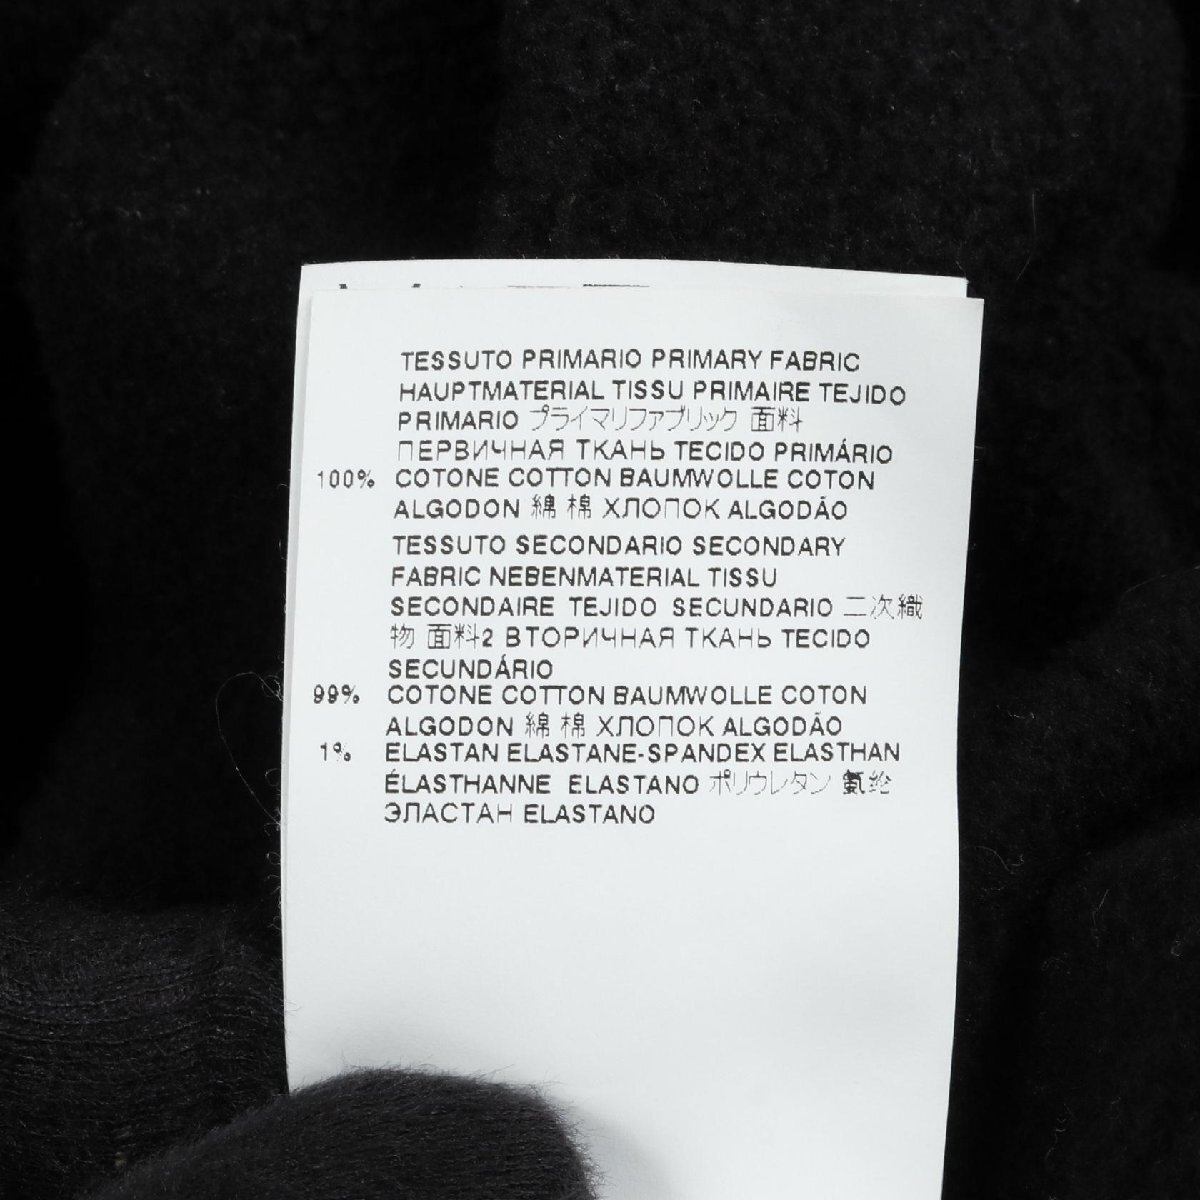 TESSUTO PRIMARIO PRIMARY FABRIC
HAUPTMATERIAL TISSU PRIMAIRE TEJIDO
PRIMARIO プライマリファブリック 面料
ПЕРВИЧНАЯ ТКАНЬ TECIDO PRIMÁRIO
100% COTONE COTTON BAUMWOLLE COTON
ALGODON 綿 棉 ХЛОПОК ALGODÃO
TESSUTO SECONDARIO SECONDARY
FABRIC NEBENMATERIAL TISSU
SECONDAIRE TEJIDO SECUNDARIO 二次織
物 面料2 ВТОРИЧНАЯ ТКАНЬ TECIDO
SECUNDÁRIO
99% COTONE COTTON BAUMWOLLE COTON
ALGODON 綿 棉 ХЛОПОК ALGODÃO
1% ELASTAN ELASTANE-SPANDEX ELASTHAN
ÉLASTHANNE ELASTANO ポリウレタン 氨纶
ЭЛАСТАН ELASTANO